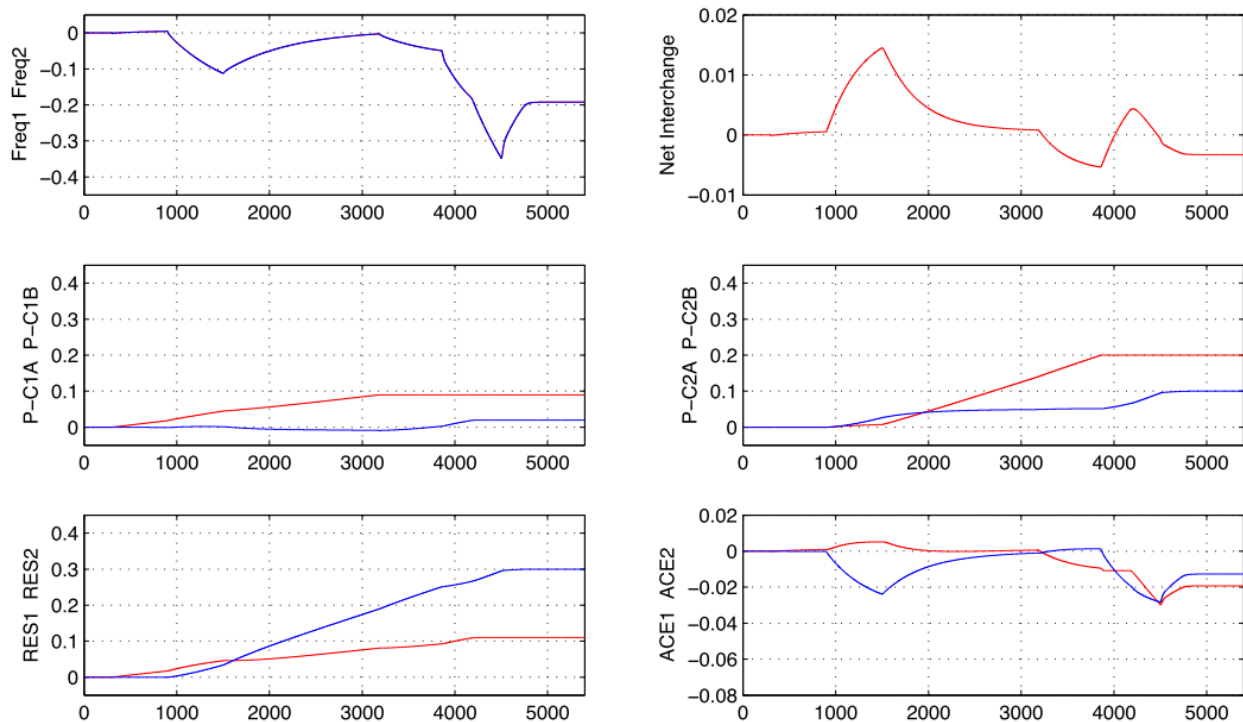 Freq1 Freq2
0
−0.1
−0.2
−0.3
−0.4
0 1000 2000 3000 4000 5000
Net Interchange
0.02
0.01
0
−0.01
0 1000 2000 3000 4000 5000
P−C1A P−C1B
0.4
0.3
0.2
0.1
0
0 1000 2000 3000 4000 5000
P−C2A P−C2B
0.4
0.3
0.2
0.1
0
0 1000 2000 3000 4000 5000
RES1 RES2
0.4
0.3
0.2
0.1
0
0 1000 2000 3000 4000 5000
ACE1 ACE2
0.02
0
−0.02
−0.04
−0.06
−0.08
0 1000 2000 3000 4000 5000